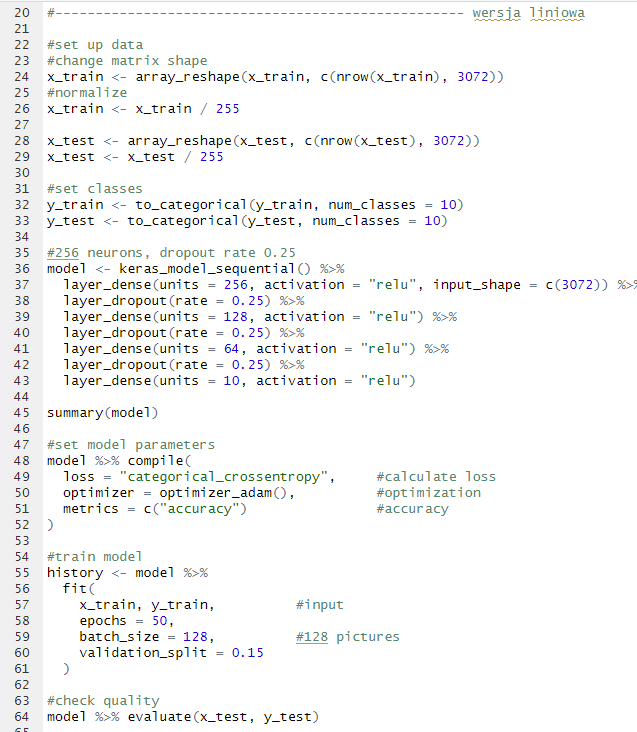 20 #--------------------------------------------------- wersja liniowa
21
22 #set up data
23 #change matrix shape
24 x_train <- array_reshape(x_train, c(nrow(x_train), 3072))
25 #normalize
26 x_train <- x_train / 255
27
28 x_test <- array_reshape(x_test, c(nrow(x_test), 3072))
29 x_test <- x_test / 255
30
31 #set classes
32 y_train <- to_categorical(y_train, num_classes = 10)
33 y_test <- to_categorical(y_test, num_classes = 10)
34
35 #256 neurons, dropout rate 0.25
36 model <- keras_model_sequential() %>%
37   layer_dense(units = 256, activation = "relu", input_shape = c(3072)) %>%
38   layer_dropout(rate = 0.25) %>%
39   layer_dense(units = 128, activation = "relu") %>%
40   layer_dropout(rate = 0.25) %>%
41   layer_dense(units = 64, activation = "relu") %>%
42   layer_dropout(rate = 0.25) %>%
43   layer_dense(units = 10, activation = "relu")
44
45 summary(model)
46
47 #set model parameters
48 model %>% compile(
49   loss = "categorical_crossentropy",     #calculate loss
50   optimizer = optimizer_adam(),          #optimization
51   metrics = c("accuracy")                #accuracy
52 )
53
54 #train model
55 history <- model %>%
56   fit(
57     x_train, y_train,          #input
58     epochs = 50,
59     batch_size = 128,          #128 pictures
60     validation_split = 0.15
61   )
62
63 #check quality
64 model %>% evaluate(x_test, y_test)